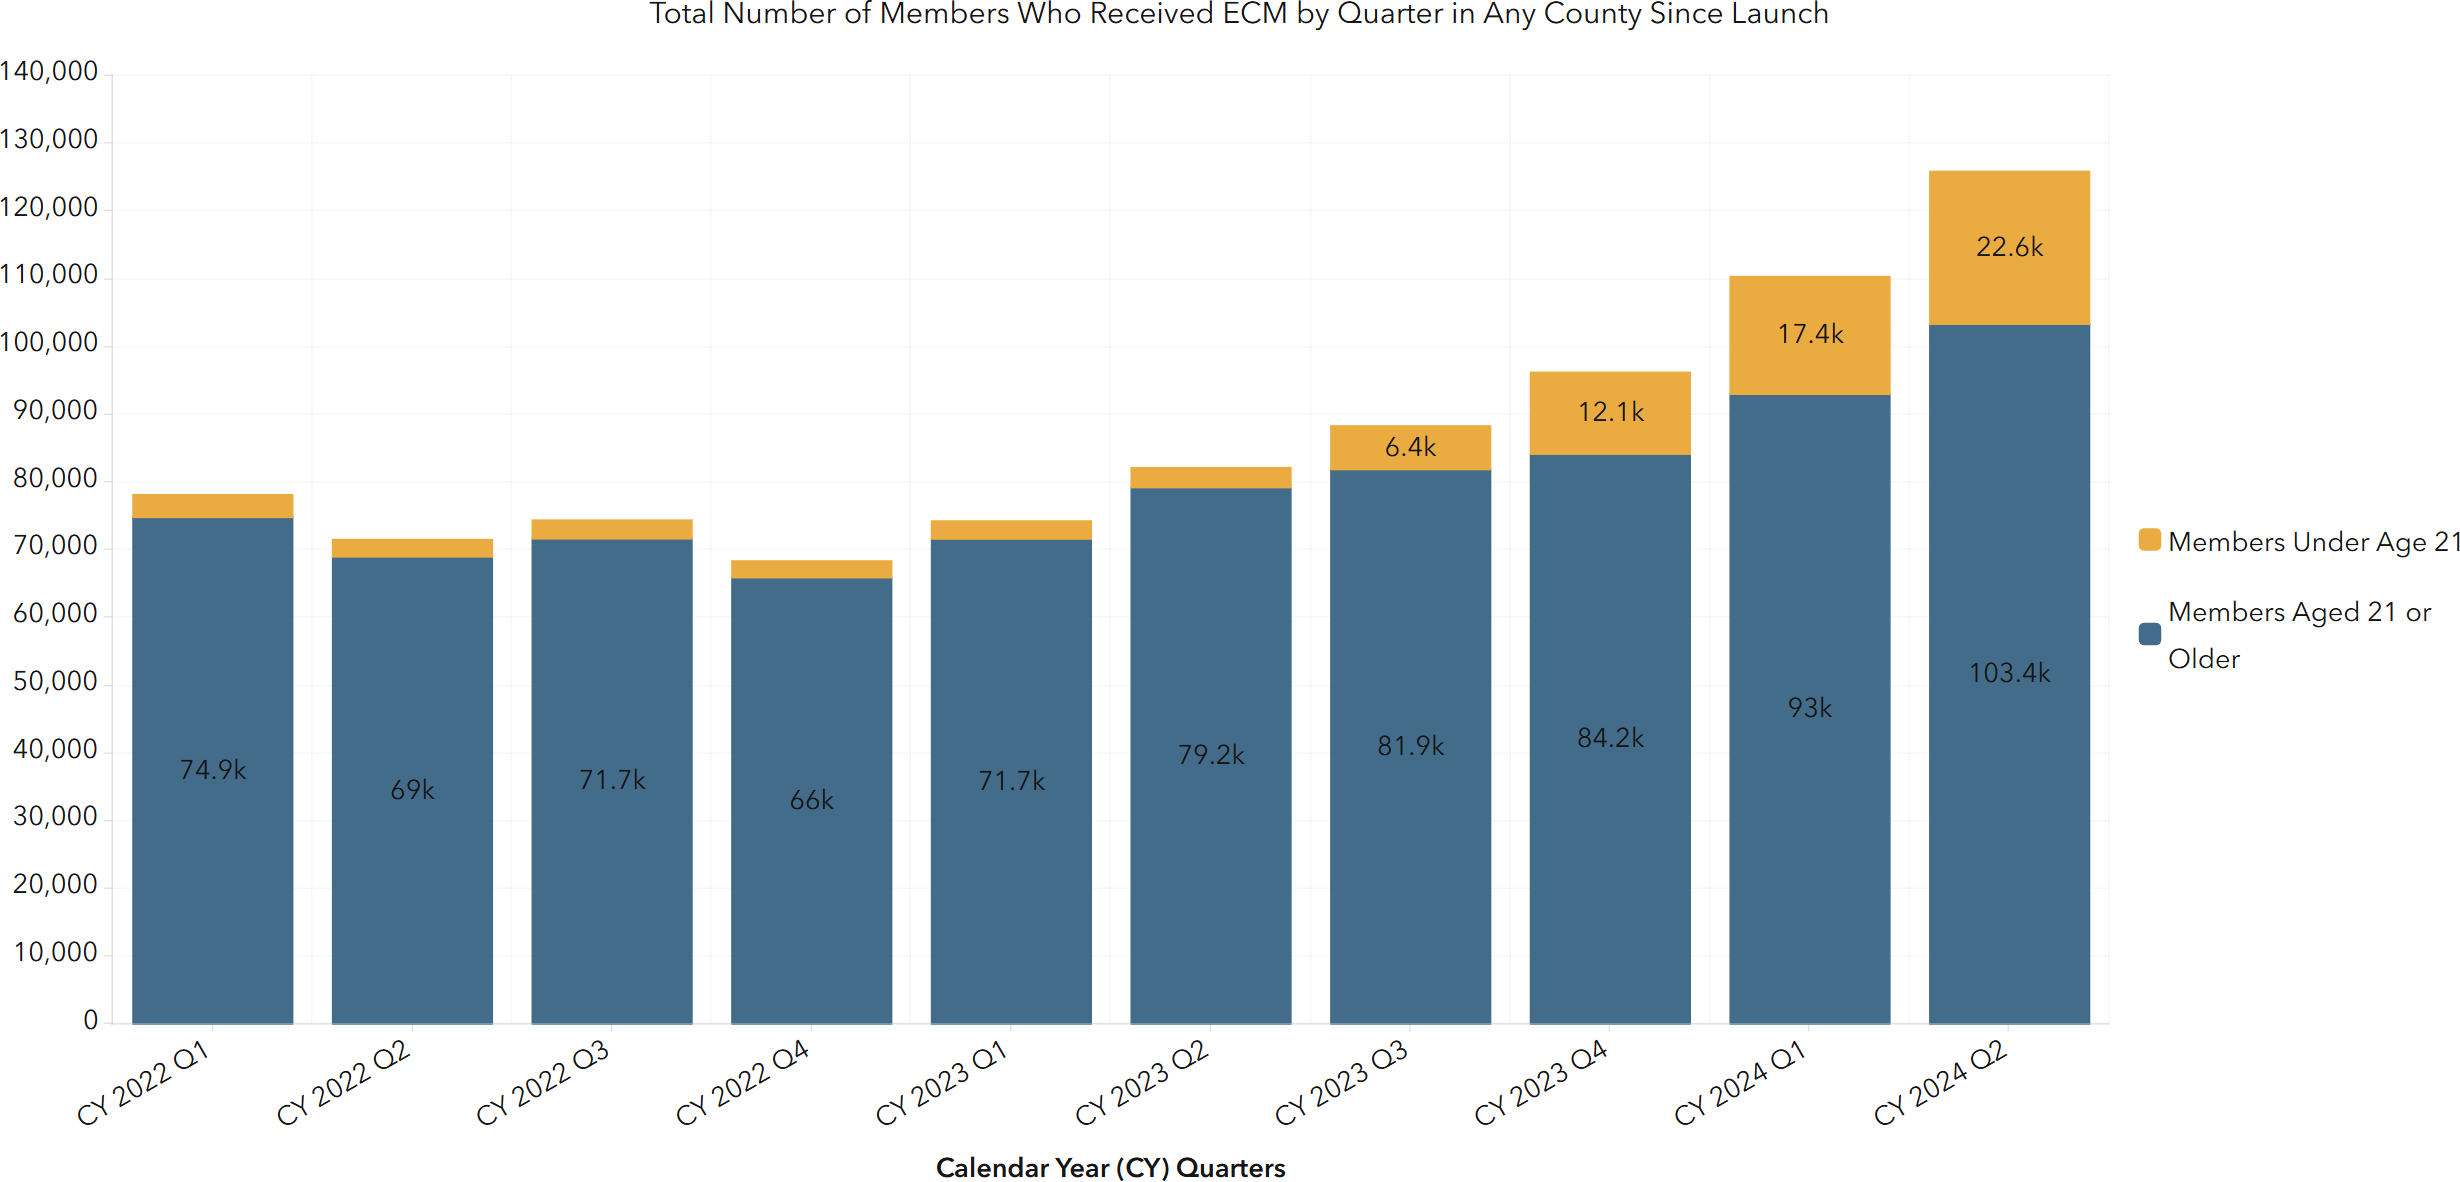 Total Number of Members Who Received ECM by Quarter in Any County Since Launch
140,000
130,000
120,000
110,000
100,000
90,000
80,000
70,000
60,000
50,000
40,000
30,000
20,000
10,000
0
74.9k
69k
71.7k
66k
71.7k
79.2k
6.4k
81.9k
12.1k
84.2k
17.4k
93k
22.6k
103.4k
CY 2022 Q1
CY 2022 Q2
CY 2022 Q3
CY 2022 Q4
CY 2023 Q1
CY 2023 Q2
CY 2023 Q3
CY 2023 Q4
CY 2024 Q1
CY 2024 Q2
Calendar Year (CY) Quarters
Members Under Age 21
Members Aged 21 or
Older